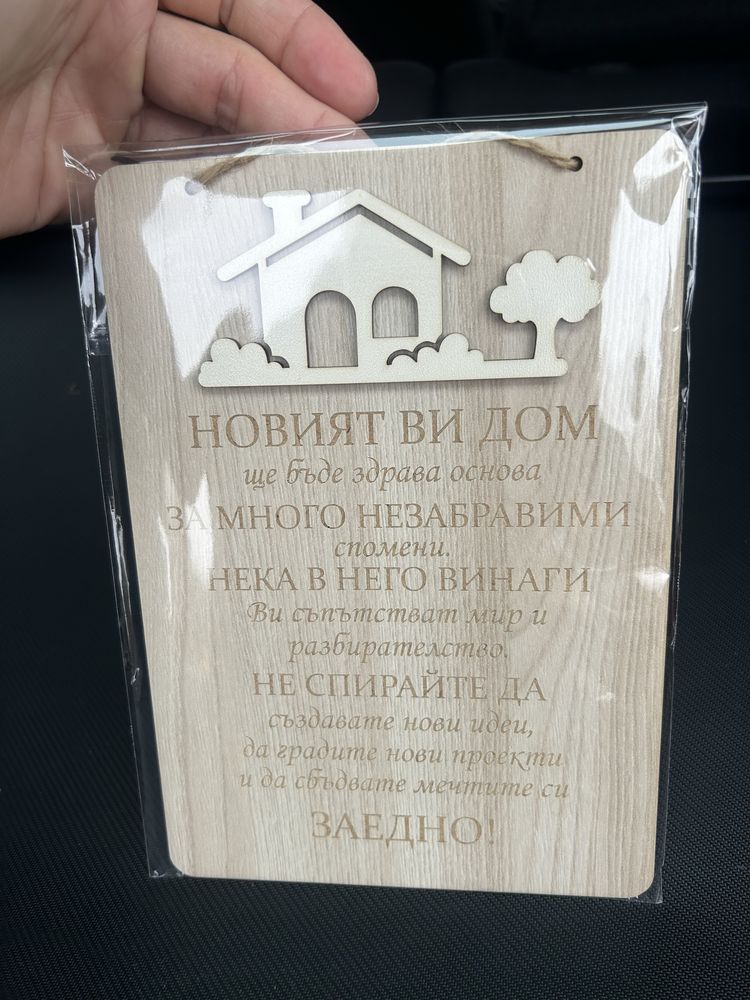 НОВИЯТ ВИ ДОМ
ще бъде здрава основа
ЗА МНОГО НЕЗАБРАВИМИ
спомени.
НЕКА В НЕГО ВИНАГИ
Ви съпътстват мир и
разбирателство.
НЕ СПИРАЙТЕ ДА
създавате нови идеи,
да градите нови проекти
и да сбъдвате мечтите си
ЗАЕДНО!